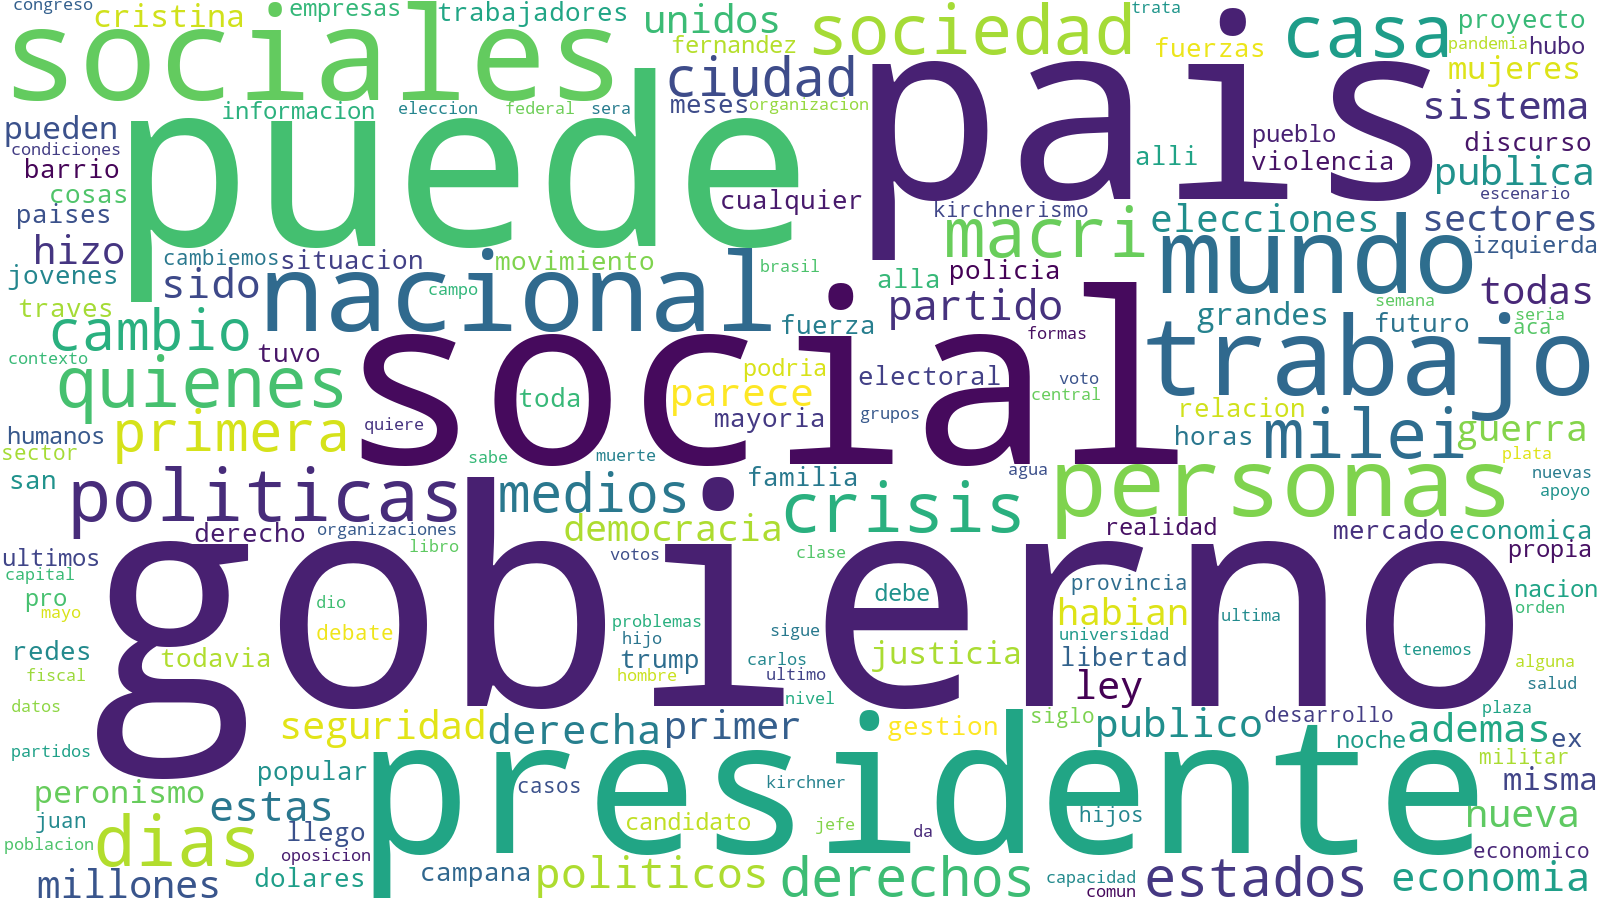 congreso
cristina
empresas
trabajadores
unidos
sociedad
trata
casa
proyecto
sociales
fernandez
fuerzas
pandemia
hubo
ciudad
pais
mujeres
puede
informacion
eleccion
federal
sera
meses
organizacion
sistema
pueden
condiciones
barrio
cosas
paises
hizo
jovenes
traves
pueblo
discurso
alli
violencia
publica
cualquier
escenario
kirchnerismo
elecciones
sectores
macri
mundo
izquierda
cambiemos
situacion
movimiento
brasil
alla
policia
sido
nacional
campo
partido
todas
cambio
fuerza
grandes
semana
futuro
seria
aca
contexto
tuvo
social
formas
trabajo
quienes
toda
podria
parece
electoral
voto
central
mayoria
grupos
relacion
humanos
sector
primera
quiere
horas
milei
guerra
plata
sabe
muerte
san
politicas
medios
familia
agua
personas
nuevas
apoyo
crisis
derecho
organizaciones
democracia
realidad
mercado
economica
ultimos
libro
votos
clase
propia
capital
gobierno
pro
mayo
dio
debate
debe
provincia
nacion
habian
ultima
orden
problemas
hijo
sigue
universidad
redes
todavia
trump
carlos
justicia
libertad
tenemos
alguna
fiscal
hombre
ultimo
ley
salud
datos
nivel
seguridad
derecha
primer
gestion
siglo
publico
desarrollo
plaza
partidos
noche
ademas
ex
popular
presidente
militar
peronismo
casos
kirchner
misma
estas
juan
hijos
nueva
dias
llego
candidato
jefe
da
poblacion
oposicion
economico
millones
dolares
campana
politicos
derechos
capacidad
comun
estados
economia